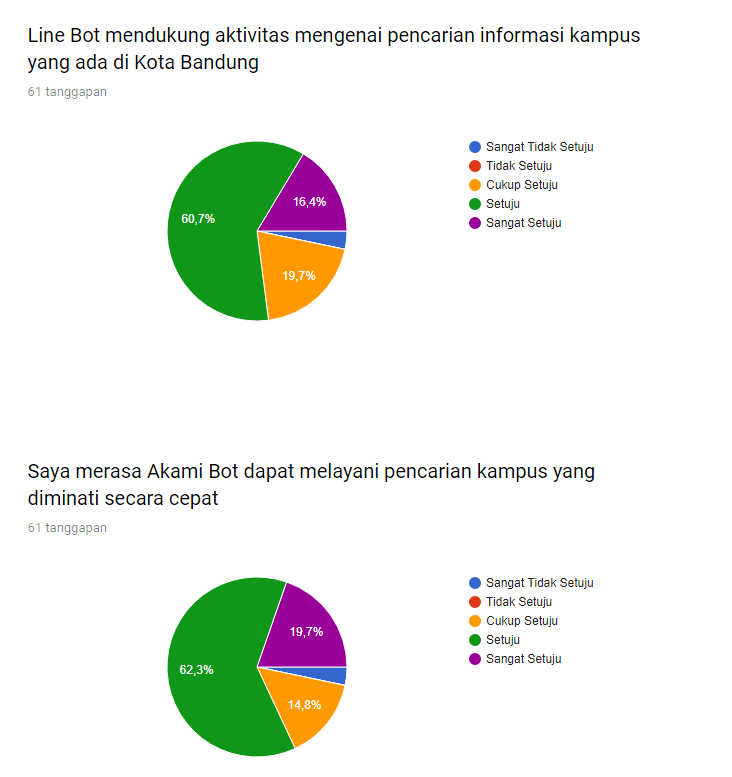 Line Bot mendukung aktivitas mengenai pencarian informasi kampus
yang ada di Kota Bandung
61 tanggapan
Sangat Tidak Setuju
Tidak Setuju
Cukup Setuju
Setuju
Sangat Setuju
16,4%
60,7%
19,7%
Saya merasa Akami Bot dapat melayani pencarian kampus yang
diminati secara cepat
61 tanggapan
Sangat Tidak Setuju
Tidak Setuju
Cukup Setuju
Setuju
Sangat Setuju
19,7%
62,3%
14,8%